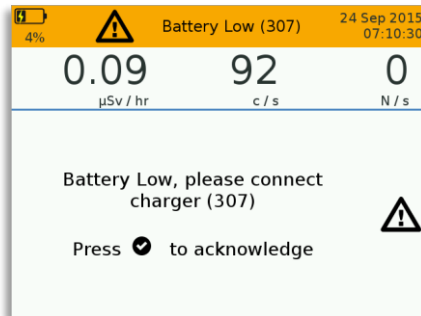 4%
Battery Low (307)
24 Sep 2015
07:10:30
0.09 92 0
μSv / hr c / s N / s
Battery Low, please connect
charger (307)
Press to acknowledge